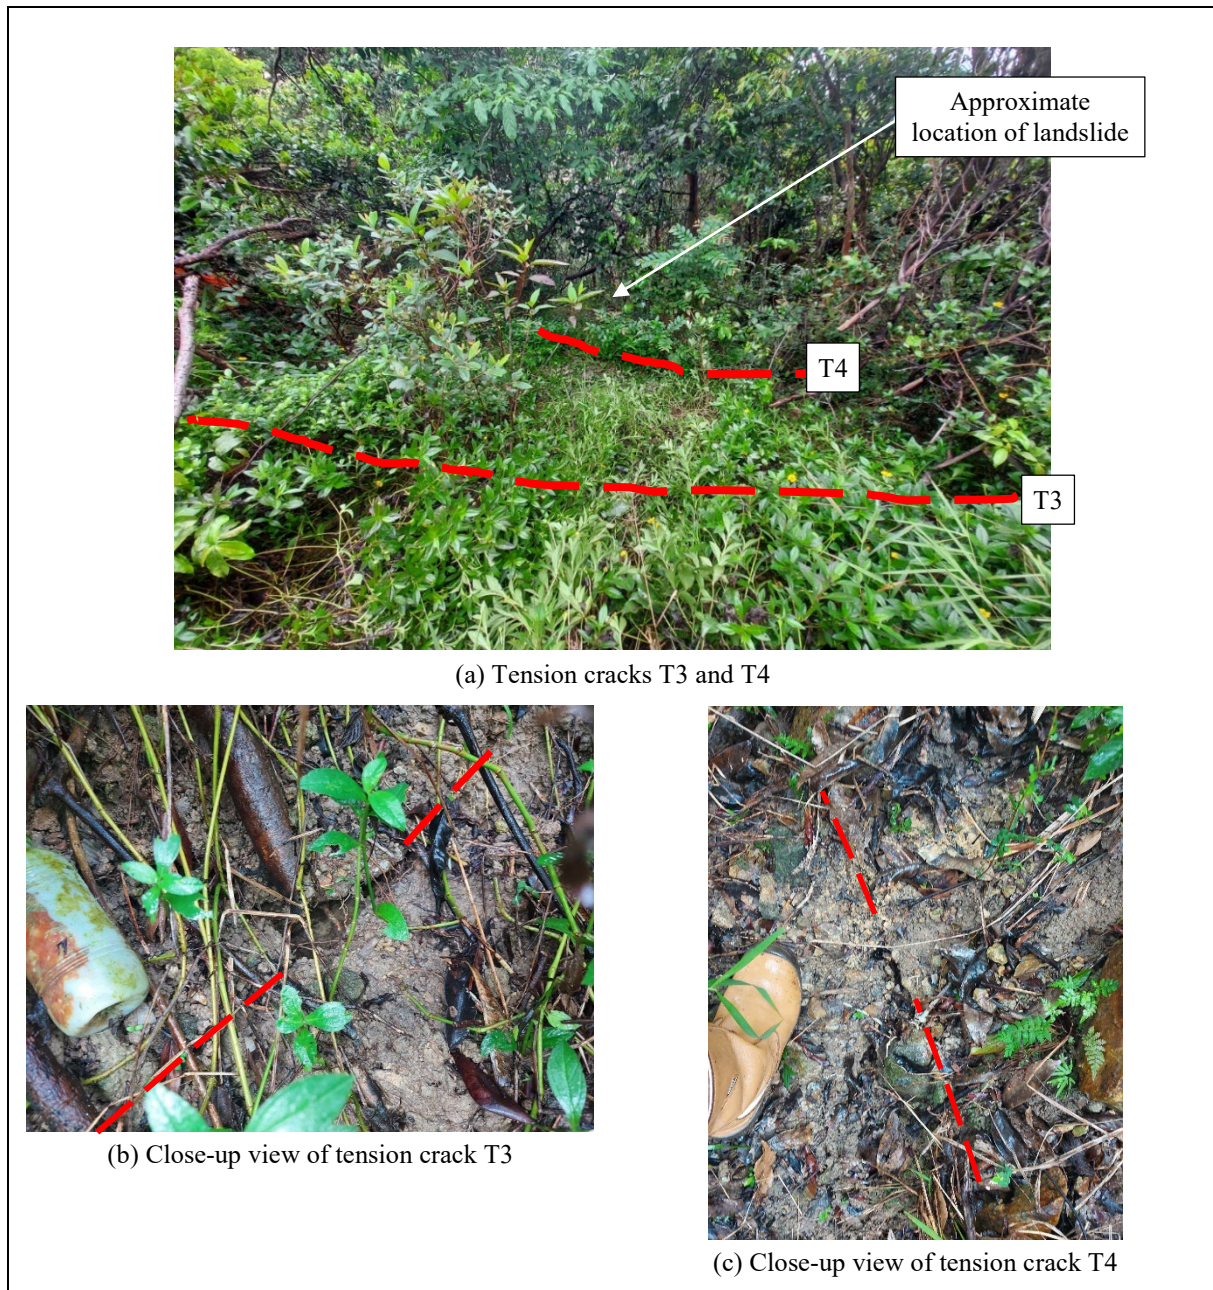 Approximate
location of landslide
T4
T3
(a) Tension cracks T3 and T4
(b) Close-up view of tension crack T3
(c) Close-up view of tension crack T4